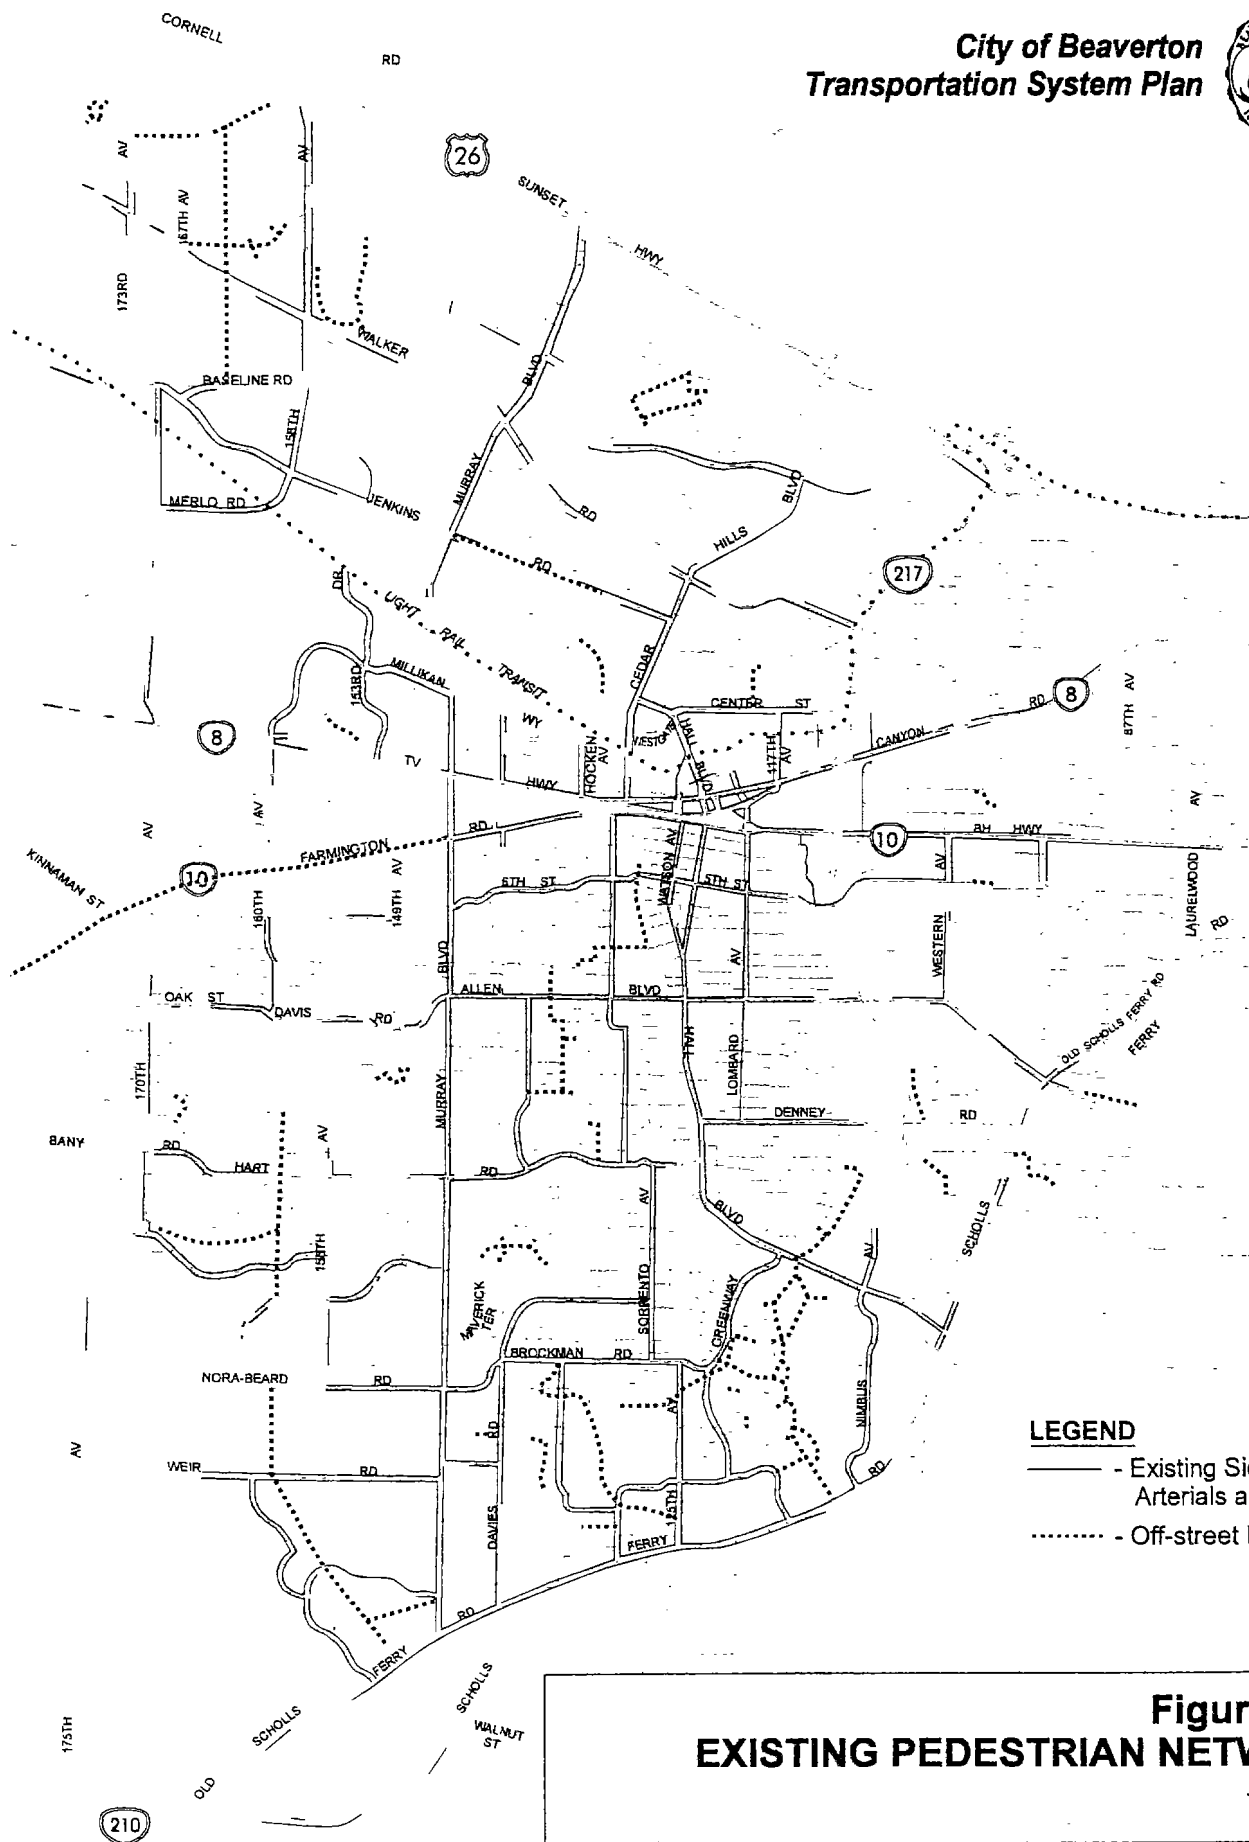 City of Beaverton
Transportation System Plan
CORNELL
RD
26
SUNSET
HWY
AV
AV
167TH AV
173RD
WALKER
BASELINE RD
158TH
MERLO RD
JENKINS
MURRAY
BLVD
RD
RD
HILLS
BLVD
217
DR
LIGHT RAIL TRANSIT
CEDAR
153RD
MILLIKAN
WY
CENTER ST
HALL BLVD
117TH AV
CANYON
RD
8
87TH AV
8
TV
HWY
HOCKEN AV
AV
AV
KINNAMAN ST
10
FARMINGTON
RD
10
BH HWY
AV
AV
160TH
149TH AV
5TH ST
WATSON AV
5TH ST
LAURELWOOD
RD
BLVD
AV
WESTERN
OAK ST
DAVIS
RD
ALLEN
BLVD
HALL
LOMBARD
OLD SCHOLLS FERRY RD
FERRY
170TH
MURRAY
DENNEY
RD
BANY
RD
HART
AV
RD
AV
BLVD
SCHOLLS
155TH
AV
MAVERICK TER
SORRENTO
GREENWAY
BROCKMAN RD
NORA-BEARD
RD
AV
NIMBUS
AV
RD
WEIR
RD
RD
DAVIES
125TH
FERRY
RD
FERRY
SCHOLLS
SCHOLLS
WALNUT
ST
175TH
OLD
210
LEGEND
- Existing Si
Arterials a
- Off-street
Figur
EXISTING PEDESTRIAN NETW